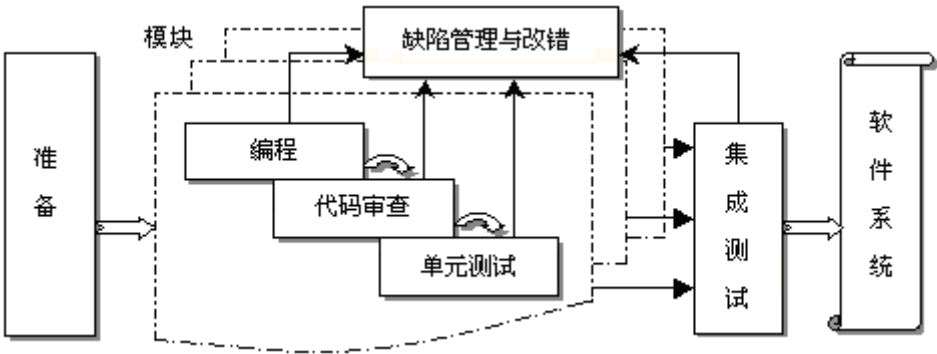 模块
缺陷管理与改错
准备
编程
代码审查
单元测试
集成测试
软件系统